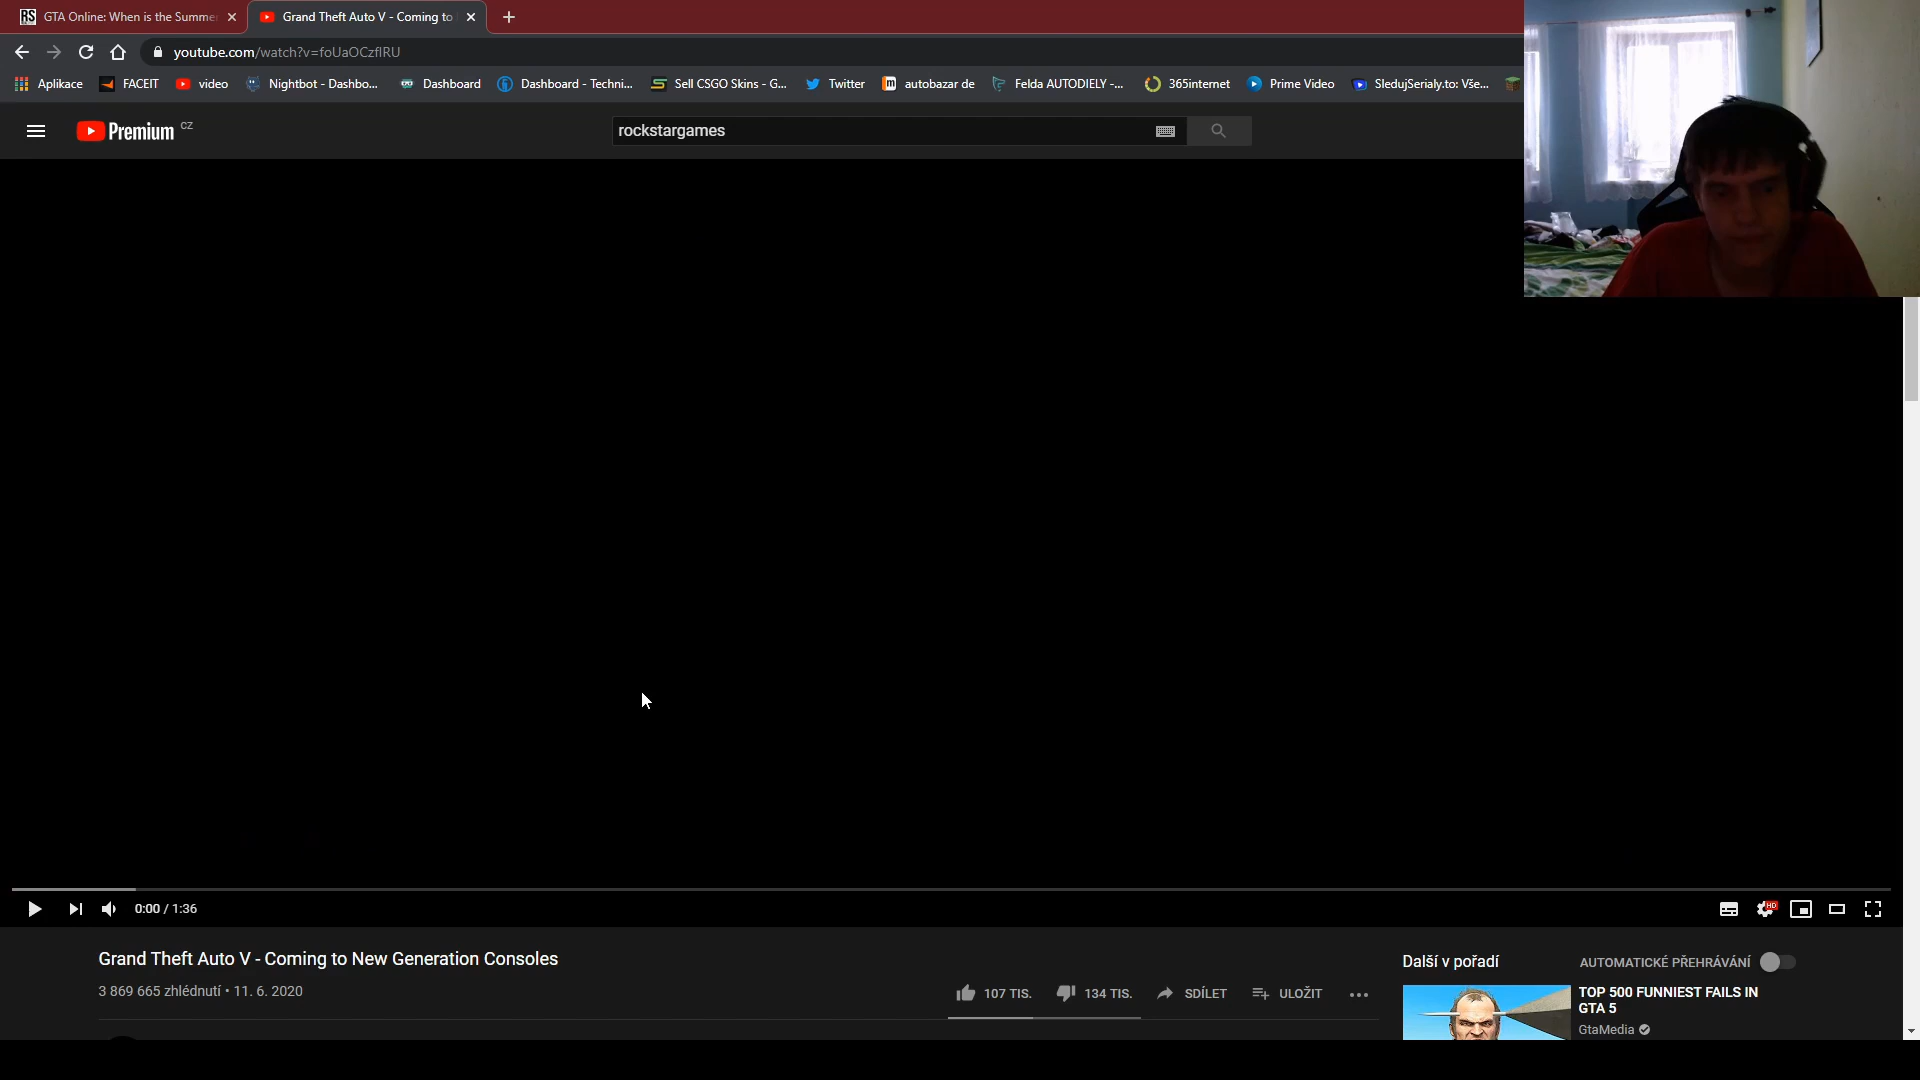 GTA Online: When is the Summe
Grand Theft Auto V - Coming to
youtube.com/watch?v=foUaOCzfIRU
Aplikace FACEIT video Nightbot - Dashbo... Dashboard Dashboard - Techni... Sell CSGO Skins - G... Twitter autobazar de Felda AUTODIELY -... 365internet Prime Video SledujSerialy.to: Vše...
Premium CZ
rockstargames
0:00 / 1:36
HD
Grand Theft Auto V - Coming to New Generation Consoles
3 869 665 zhlédnutí • 11. 6. 2020
107 TIS. 134 TIS. SDÍLET ULOŽIT
Další v pořadí AUTOMATICKÉ PŘEHRÁVÁNÍ
TOP 500 FUNNIEST FAILS IN
GTA 5
GtaMedia